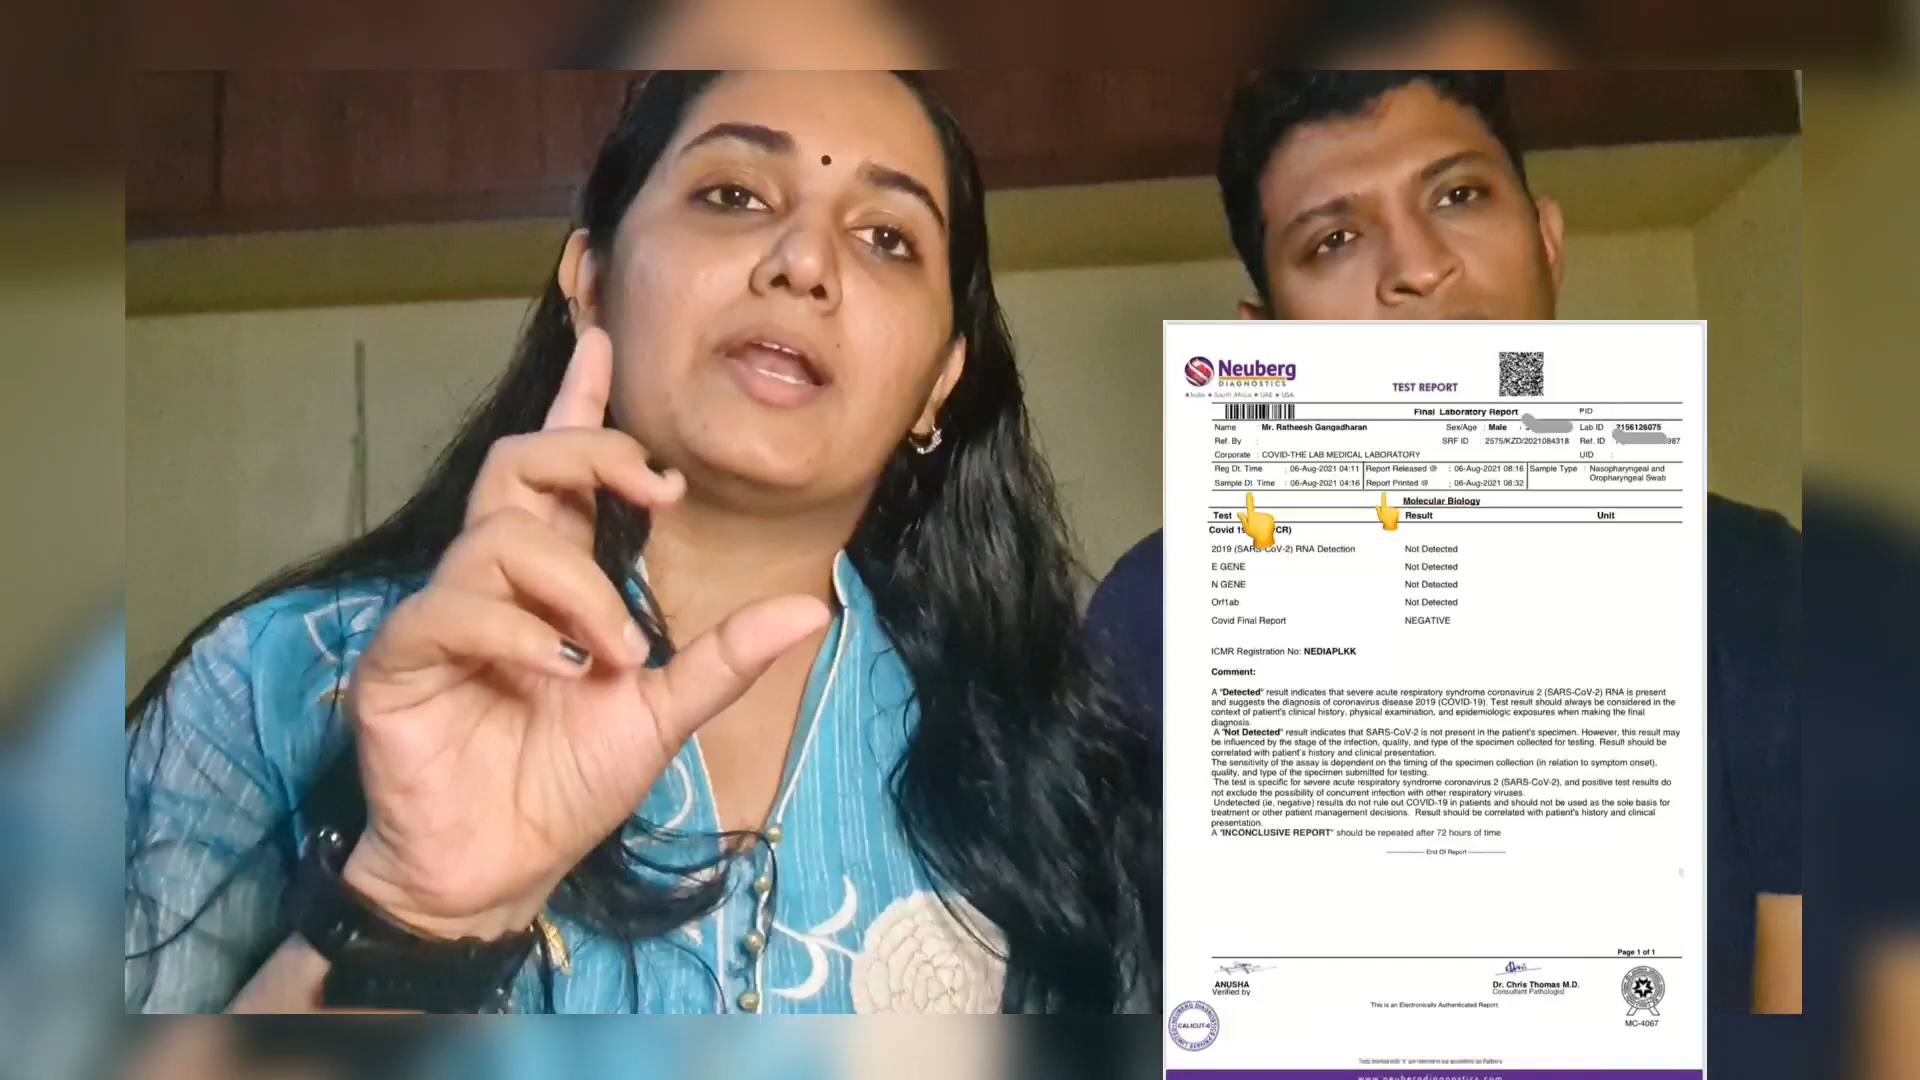 Neuberg
DIAGNOSTICS
India South Africa UAE USA
TEST REPORT
Final Laboratory Report PID
Name : Mr. Ratheesh Gangadharan Sex/Age : Male Lab ID 2156126075
Ref. By : SRF ID : 2575/KZD/2021084318 Ref. ID : 987
Corporate : COVID-THE LAB MEDICAL LABORATORY UID :
Reg Dt. Time : 06-Aug-2021 04:11 Report Released @ : 06-Aug-2021 08:16 Sample Type : Nasopharyngeal and
Oropharyngeal Swab
Sample Dt. Time : 06-Aug-2021 04:16 Report Printed @ : 06-Aug-2021 08:32
Molecular Biology
Test Result Unit
Covid 19 CR)
2019 (SARS-CoV-2) RNA Detection Not Detected
E GENE Not Detected
N GENE Not Detected
Orf1ab Not Detected
Covid Final Report NEGATIVE
ICMR Registration No: NEDIAPLKK
Comment:
A "Detected" result indicates that severe acute respiratory syndrome coronavirus 2 (SARS-CoV-2) RNA is present
and suggests the diagnosis of coronavirus disease 2019 (COVID-19). Test result should always be considered in the
context of patient's clinical history, physical examination, and epidemiologic exposures when making the final
diagnosis.
A "Not Detected" result indicates that SARS-CoV-2 is not present in the patient's specimen. However, this result may
be influenced by the stage of the infection, quality, and type of the specimen collected for testing. Result should be
correlated with patient's history and clinical presentation.
The sensitivity of the assay is dependent on the timing of the specimen collection (in relation to symptom onset),
quality, and type of the specimen submitted for testing.
The test is specific for severe acute respiratory syndrome coronavirus 2 (SARS-CoV-2), and positive test results do
not exclude the possibility of concurrent infection with other respiratory viruses.
Undetected (ie, negative) results do not rule out COVID-19 in patients and should not be used as the sole basis for
treatment or other patient management decisions. Result should be correlated with patient's history and clinical
presentation.
A "INCONCLUSIVE REPORT" should be repeated after 72 hours of time
End Of Report
Page 1 of 1
ANUSHA
Verified by
Dr. Chris Thomas M.D.
Consultant Pathologist
This is an Electronically Authenticated Report.
MC-4067
CALICUT-6
www.neubergdiagnostics.com